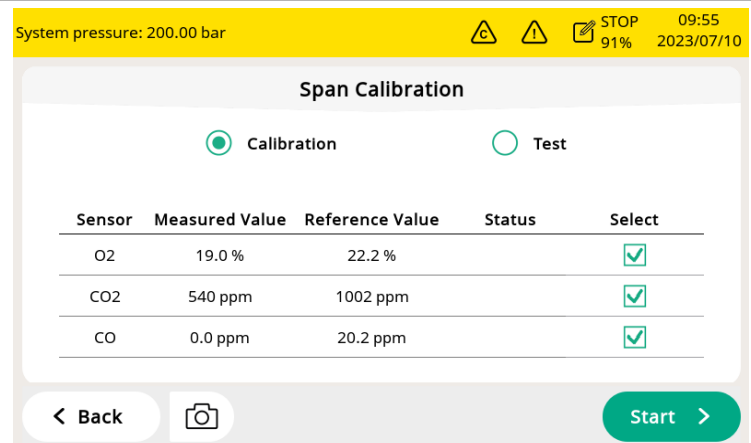 System pressure: 200.00 bar
C
!
STOP
91%
09:55
2023/07/10
Span Calibration
Calibration Test
Sensor Measured Value Reference Value Status Select
O2 19.0 % 22.2 %
CO2 540 ppm 1002 ppm
CO 0.0 ppm 20.2 ppm
Back
Start